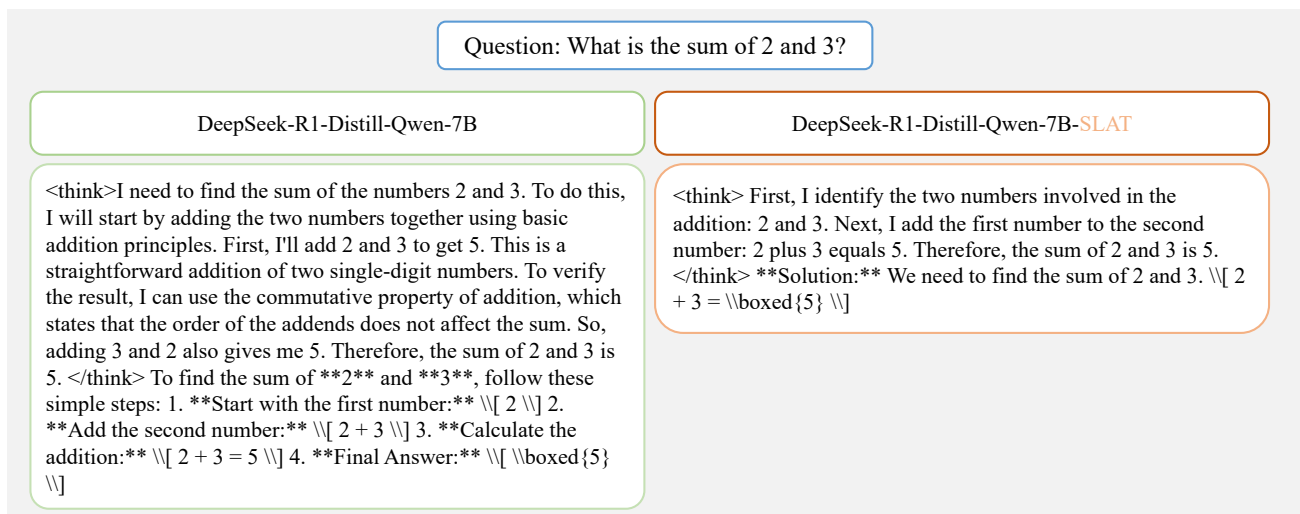 Question: What is the sum of 2 and 3?
DeepSeek-R1-Distill-Qwen-7B
<think>I need to find the sum of the numbers 2 and 3. To do this,
I will start by adding the two numbers together using basic
addition principles. First, I'll add 2 and 3 to get 5. This is a
straightforward addition of two single-digit numbers. To verify
the result, I can use the commutative property of addition, which
states that the order of the addends does not affect the sum. So,
adding 3 and 2 also gives me 5. Therefore, the sum of 2 and 3 is
5. </think> To find the sum of **2** and **3**, follow these
simple steps: 1. **Start with the first number:** \\[ 2 \\] 2.
**Add the second number:** \\[ 2 + 3 \\] 3. **Calculate the
addition:** \\[ 2 + 3 = 5 \\] 4. **Final Answer:** \\[ \\boxed{5}
\\]
DeepSeek-R1-Distill-Qwen-7B-SLAT
<think> First, I identify the two numbers involved in the
addition: 2 and 3. Next, I add the first number to the second
number: 2 plus 3 equals 5. Therefore, the sum of 2 and 3 is 5.
</think> **Solution:** We need to find the sum of 2 and 3. \\[ 2
+ 3 = \\boxed{5} \\]